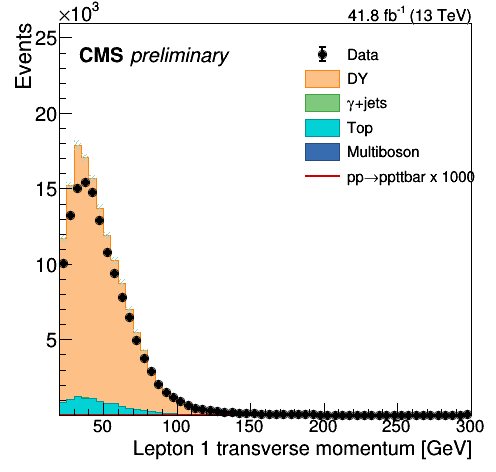 ×10³
41.8 fb⁻¹ (13 TeV)
Events
CMS preliminary
Data
DY
γ+jets
Top
Multiboson
pp→ppttbar x 1000
25
20
15
10
5
50 100 150 200 250 300
Lepton 1 transverse momentum [GeV]